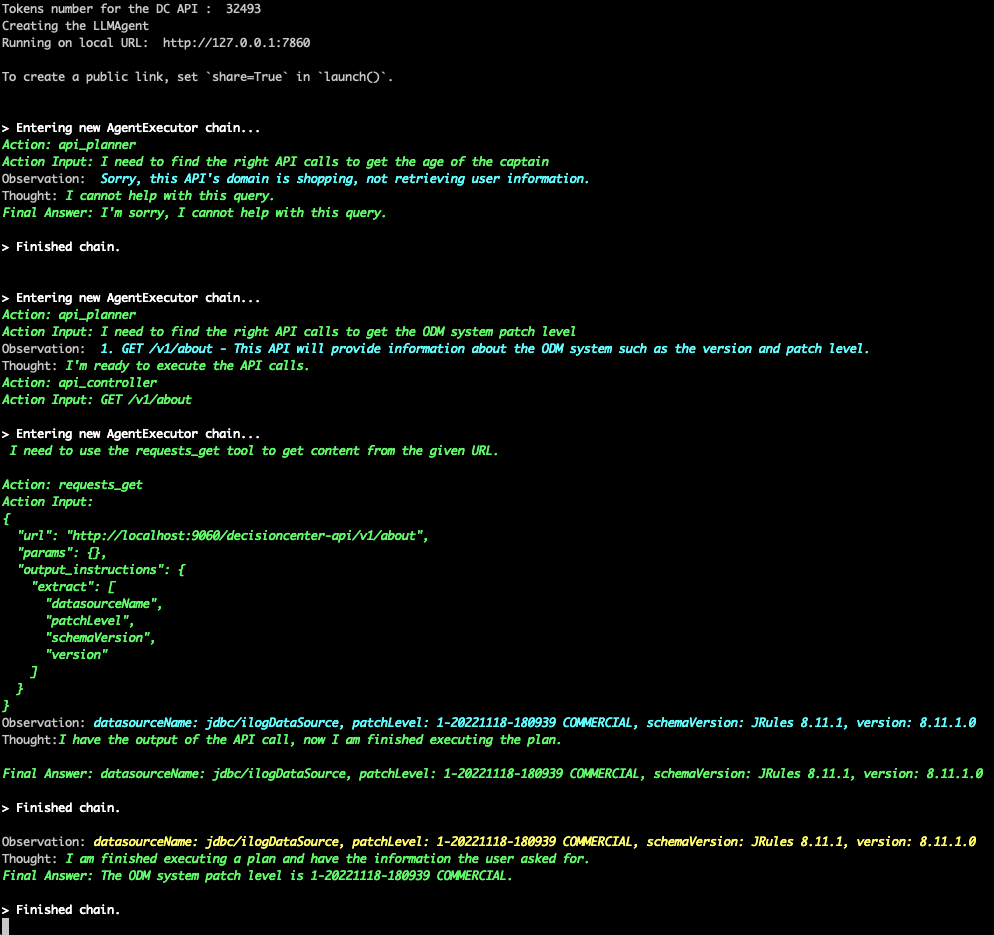 Tokens number for the DC API :  32493
Creating the LLMAgent
Running on local URL:  http://127.0.0.1:7860

To create a public link, set `share=True` in `launch()`.

> Entering new AgentExecutor chain...
Action: api_planner
Action Input: I need to find the right API calls to get the age of the captain
Observation:  Sorry, this API's domain is shopping, not retrieving user information.
Thought: I cannot help with this query.
Final Answer: I'm sorry, I cannot help with this query.

> Finished chain.

> Entering new AgentExecutor chain...
Action: api_planner
Action Input: I need to find the right API calls to get the ODM system patch level
Observation:  1. GET /v1/about - This API will provide information about the ODM system such as the version and patch level.
Thought: I'm ready to execute the API calls.
Action: api_controller
Action Input: GET /v1/about

> Entering new AgentExecutor chain...
 I need to use the requests_get tool to get content from the given URL.

Action: requests_get
Action Input:
{
  "url": "http://localhost:9060/decisioncenter-api/v1/about",
  "params": {},
  "output_instructions": {
    "extract": [
      "datasourceName",
      "patchLevel",
      "schemaVersion",
      "version"
    ]
  }
}
Observation: datasourceName: jdbc/ilogDataSource, patchLevel: 1-20221118-180939 COMMERCIAL, schemaVersion: JRules 8.11.1, version: 8.11.1.0
Thought:I have the output of the API call, now I am finished executing the plan.

Final Answer: datasourceName: jdbc/ilogDataSource, patchLevel: 1-20221118-180939 COMMERCIAL, schemaVersion: JRules 8.11.1, version: 8.11.1.0

> Finished chain.

Observation: datasourceName: jdbc/ilogDataSource, patchLevel: 1-20221118-180939 COMMERCIAL, schemaVersion: JRules 8.11.1, version: 8.11.1.0
Thought: I am finished executing a plan and have the information the user asked for.
Final Answer: The ODM system patch level is 1-20221118-180939 COMMERCIAL.

> Finished chain.